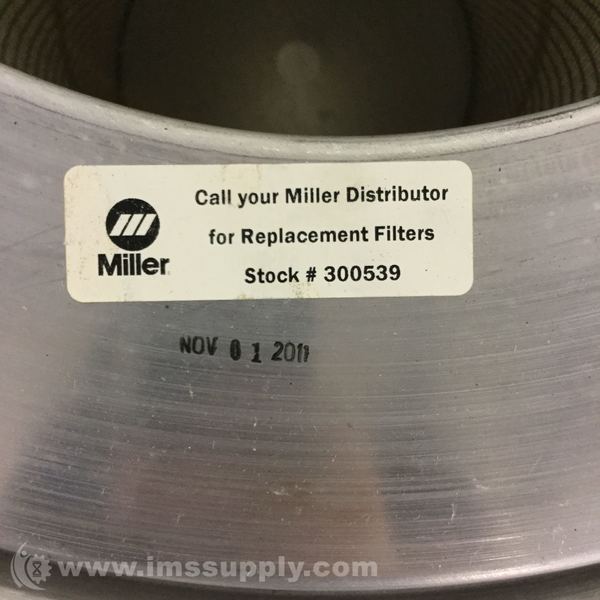 Call your Miller Distributor
for Replacement Filters
Stock # 300539
Miller
NOV 01 2011
www.imssupply.com